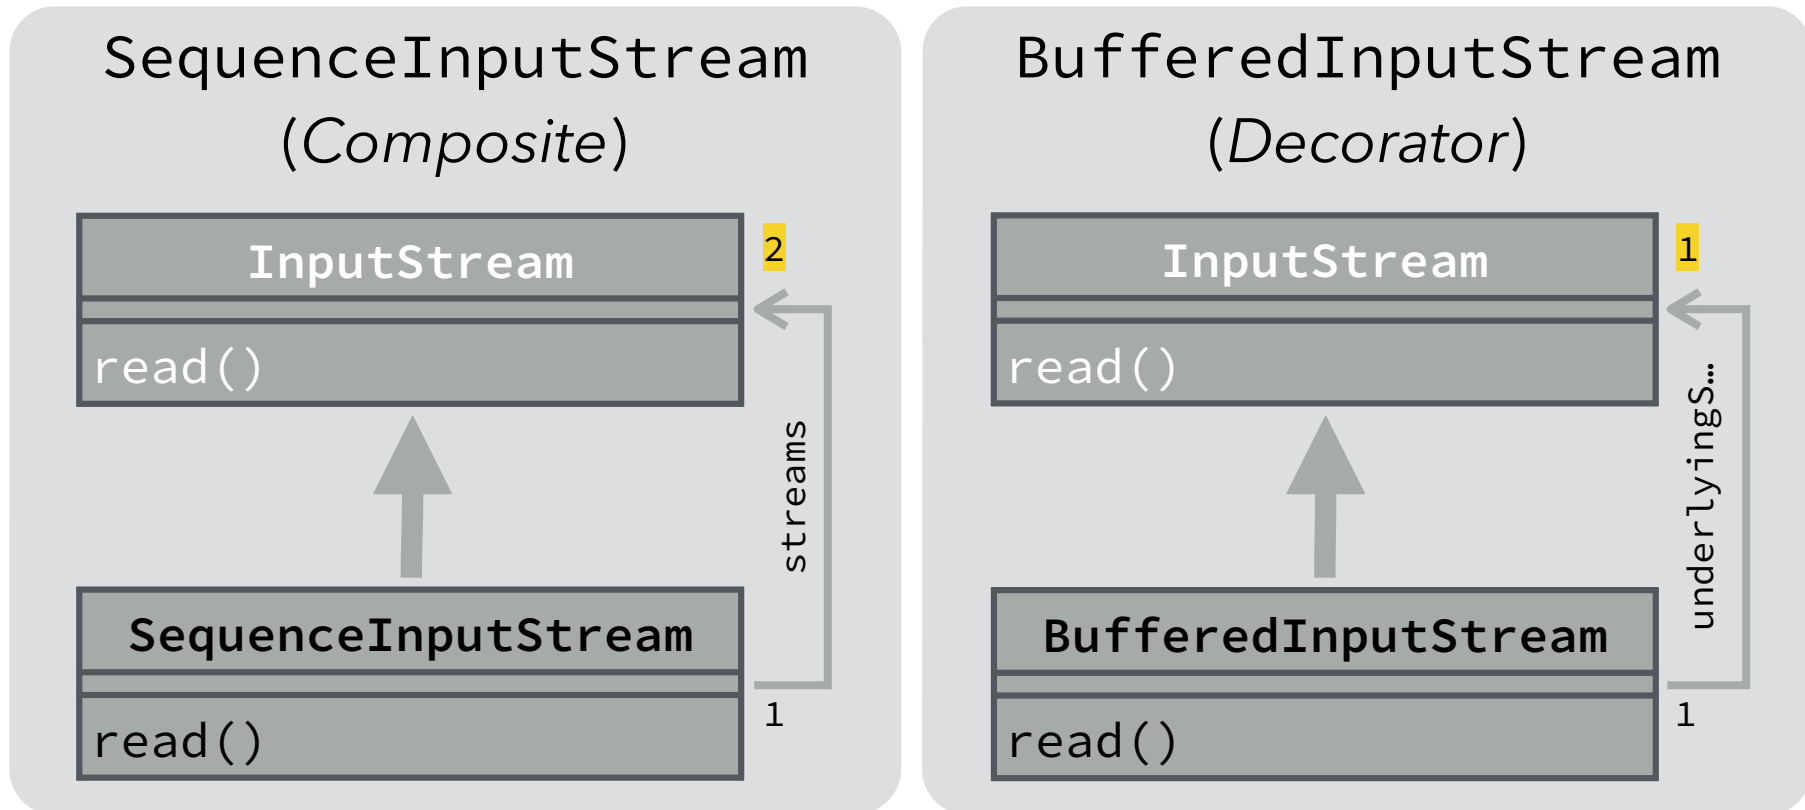 SequenceInputStream
(Composite)
InputStream
2
read()
streams
SequenceInputStream
read()
1
BufferedInputStream
(Decorator)
InputStream
1
read()
underlyingS…
BufferedInputStream
read()
1